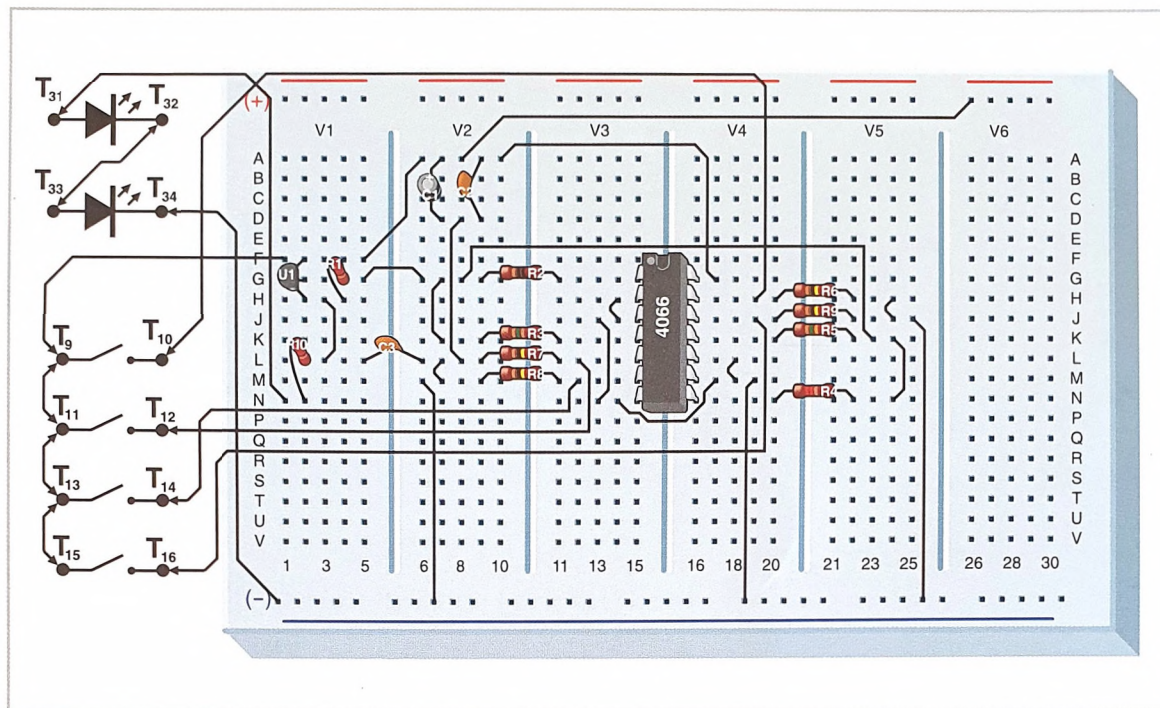 T31 T32
(+)
V1 V2 V3 V4 V5 V6
T33 T34
A A
B B
C1 C2
C C
D D
E E
F F
U1 R1 R2
G G
H R6 H
4066
J R9 J
K R3 R5 K
R10 C3 R7
L L
T9 T10
M R8 M
N R4 N
T11 T12
P P
Q Q
R R
T13 T14
S S
T T
U U
T15 T16
V V
1 3 5 6 8 10 11 13 15 16 18 20 21 23 25 26 28 30
(−)